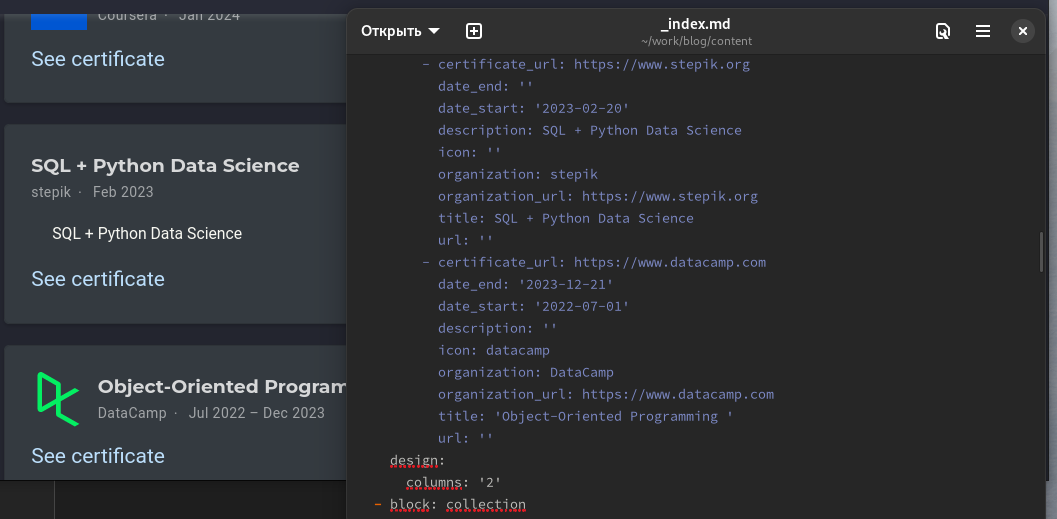 Coursera · Jan 2024
See certificate
SQL + Python Data Science
stepik · Feb 2023
SQL + Python Data Science
See certificate
Object-Oriented Program
DataCamp · Jul 2022 – Dec 2023
See certificate
Открыть
_index.md
~/work/blog/content
- certificate_url: https://www.stepik.org
date_end: ''
date_start: '2023-02-20'
description: SQL + Python Data Science
icon: ''
organization: stepik
organization_url: https://www.stepik.org
title: SQL + Python Data Science
url: ''
- certificate_url: https://www.datacamp.com
date_end: '2023-12-21'
date_start: '2022-07-01'
description: ''
icon: datacamp
organization: DataCamp
organization_url: https://www.datacamp.com
title: 'Object-Oriented Programming '
url: ''
design:
columns: '2'
- block: collection